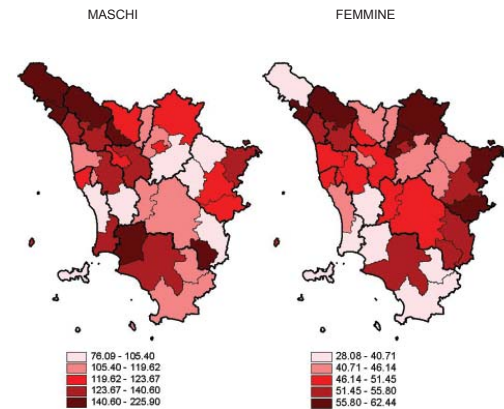 MASCHI
FEMMINE
76.09 - 105.40
105.40 - 119.62
119.62 - 123.67
123.67 - 140.60
140.60 - 225.90
28.08 - 40.71
40.71 - 46.14
46.14 - 51.45
51.45 - 55.80
55.80 - 62.44